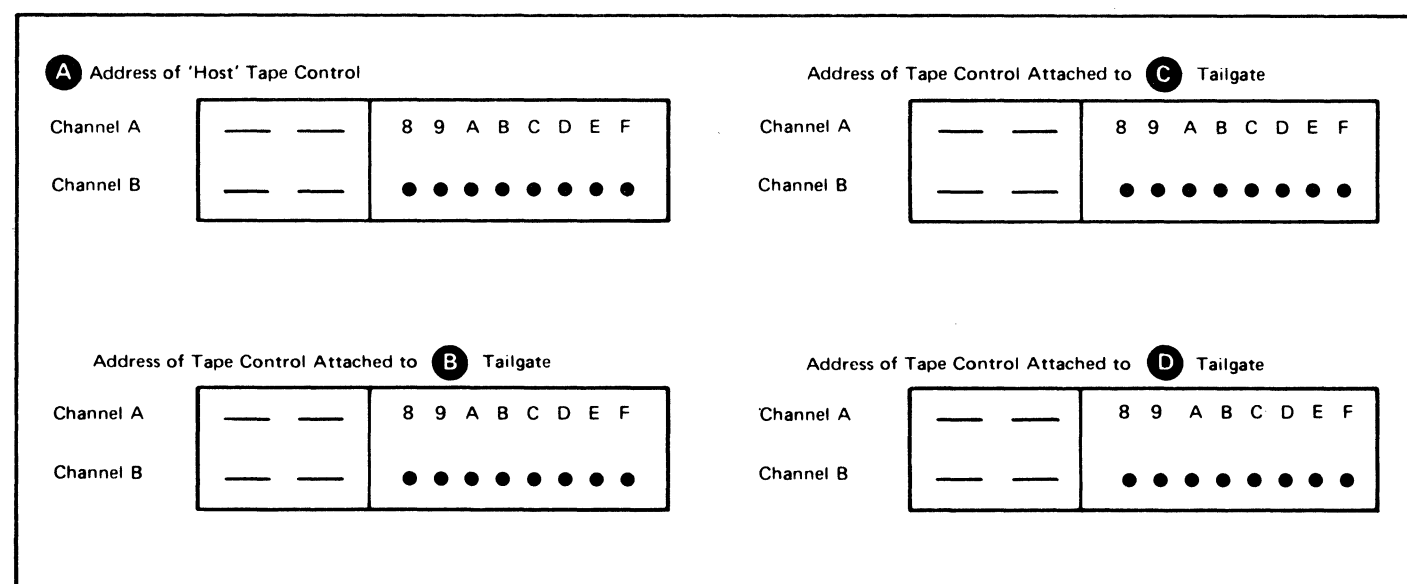 A Address of 'Host' Tape Control
Channel A — — 8 9 A B C D E F
Channel B — — ● ● ● ● ● ● ● ●
Address of Tape Control Attached to C Tailgate
Channel A — — 8 9 A B C D E F
Channel B — — ● ● ● ● ● ● ● ●
Address of Tape Control Attached to B Tailgate
Channel A — — 8 9 A B C D E F
Channel B — — ● ● ● ● ● ● ● ●
Address of Tape Control Attached to D Tailgate
Channel A — — 8 9 A B C D E F
Channel B — — ● ● ● ● ● ● ● ●